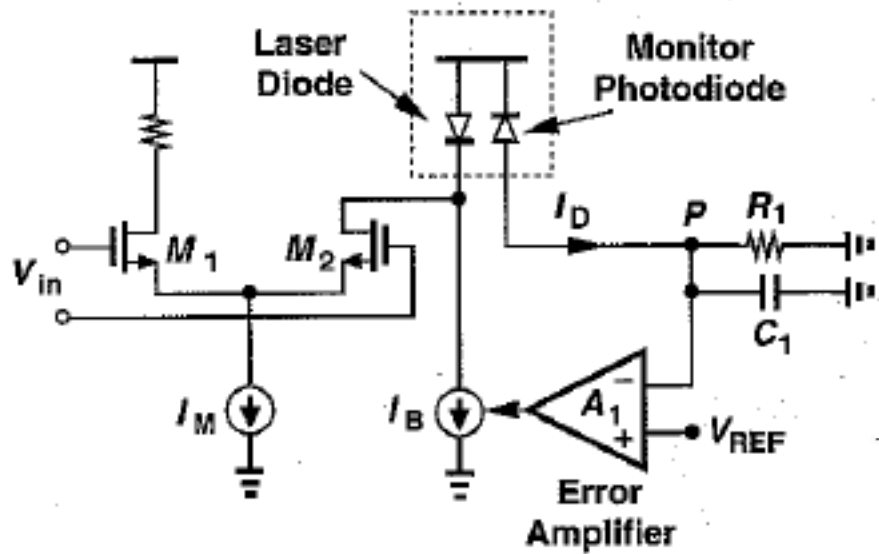 Laser
Diode
Monitor
Photodiode
I_D
P
R_1
M_1
M_2
V_in
C_1
I_M
I_B
A_1
−
+
V_REF
Error
Amplifier